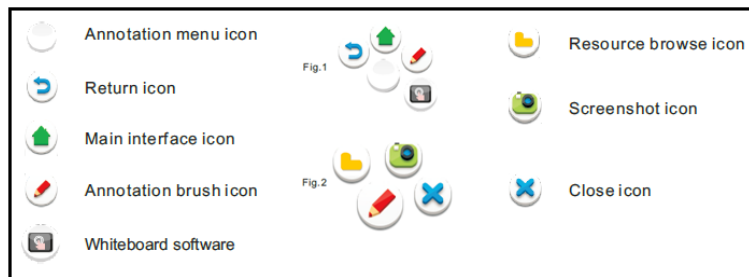 Annotation menu icon
Return icon
Main interface icon
Annotation brush icon
Whiteboard software
Fig.1
Fig.2
Resource browse icon
Screenshot icon
Close icon